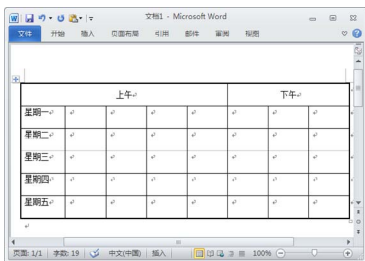 文档1 - Microsoft Word
文件 开始 插入 页面布局 引用 邮件 审阅 视图
上午 下午
星期一
星期二
星期三
星期四
星期五
页面: 1/1 字数: 19 中文(中国) 插入 100%